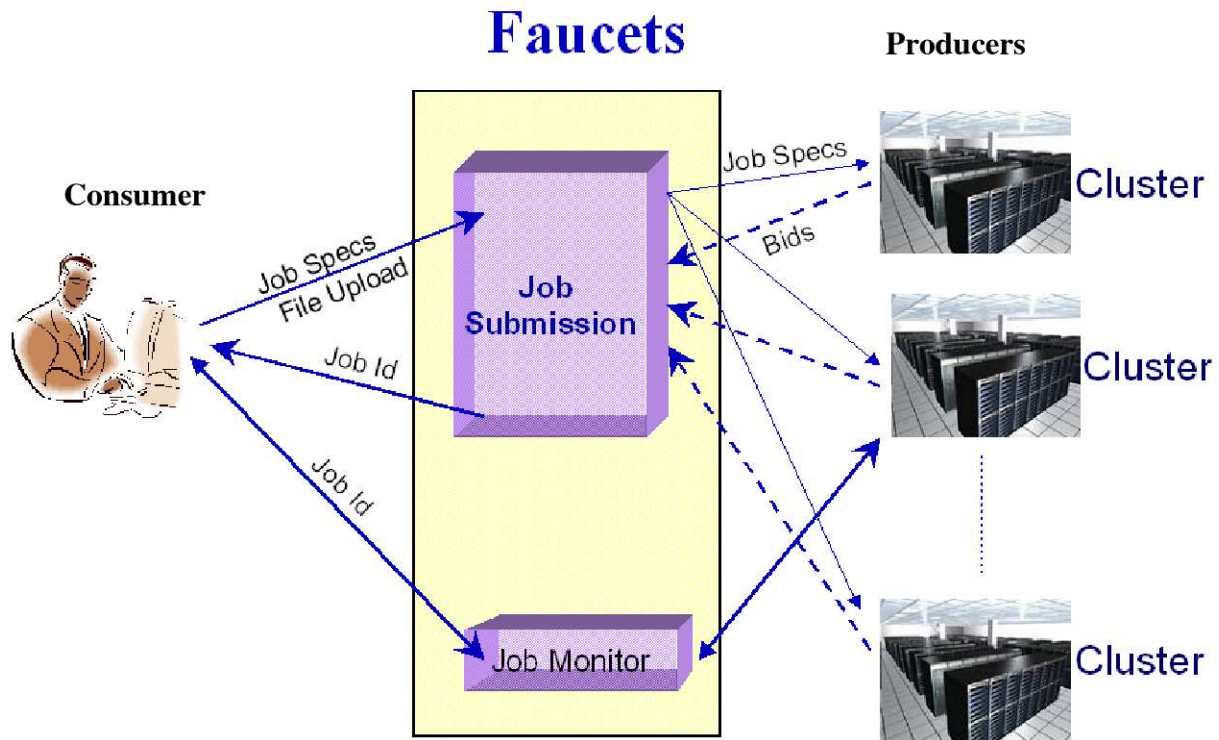 Faucets
Producers
Consumer
Job Specs
File Upload
Job Id
Job Id
Job
Submission
Job Monitor
Job Specs
Bids
Cluster
Cluster
Cluster